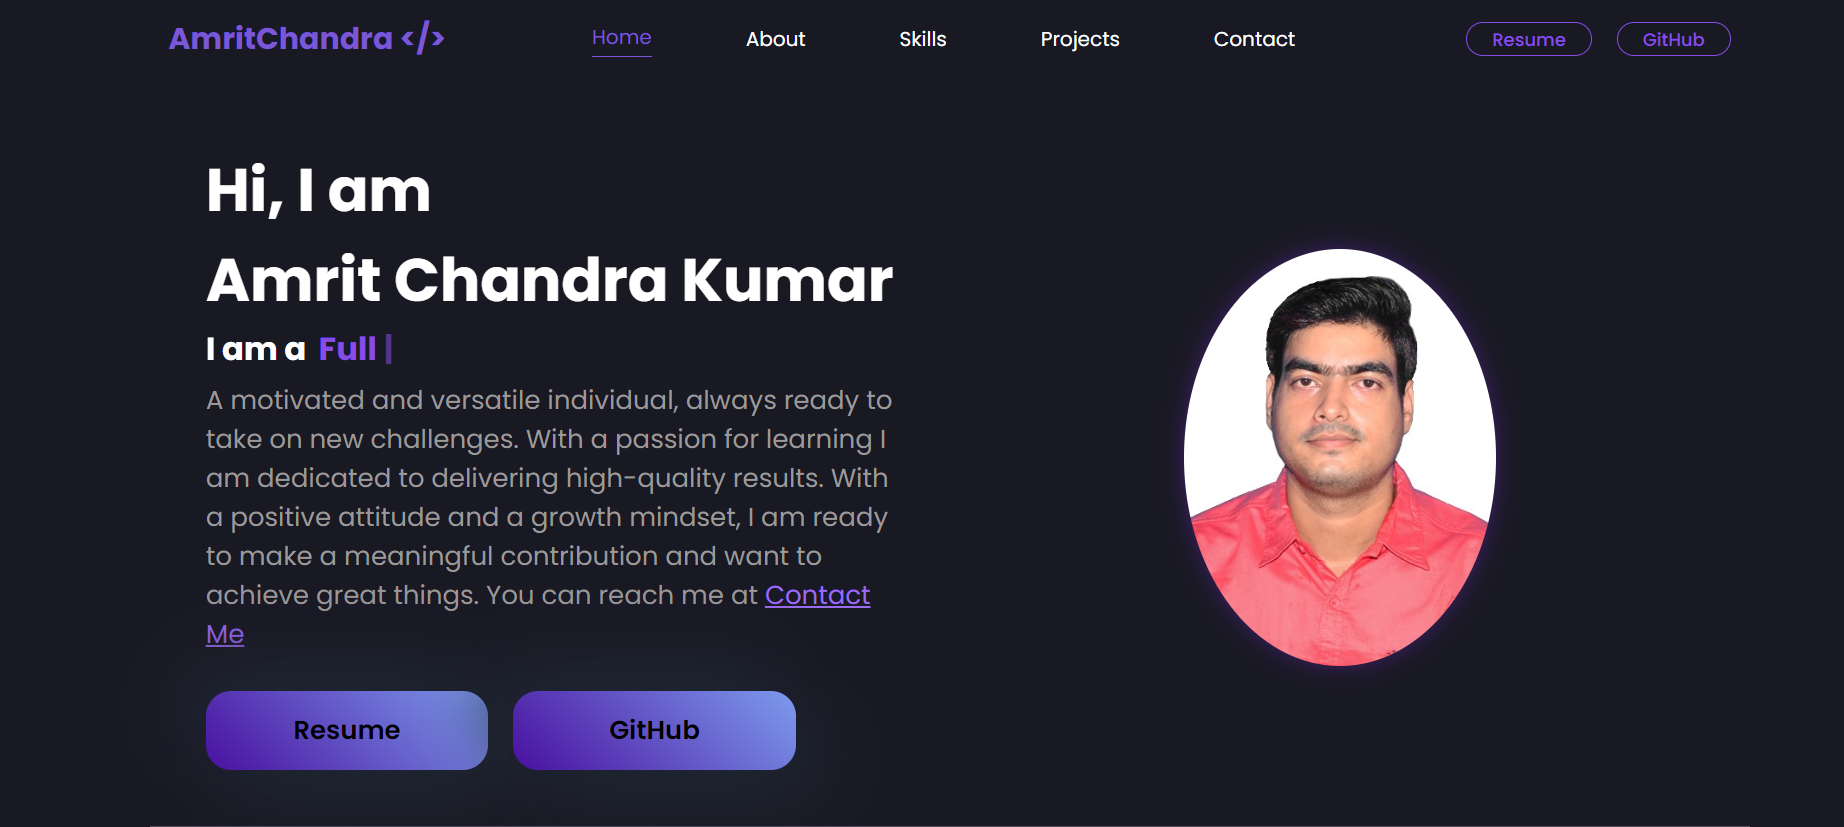 AmritChandra </>
Home
About
Skills
Projects
Contact
Resume
GitHub
Hi, I am
Amrit Chandra Kumar
I am a Full |
A motivated and versatile individual, always ready to
take on new challenges. With a passion for learning I
am dedicated to delivering high-quality results. With
a positive attitude and a growth mindset, I am ready
to make a meaningful contribution and want to
achieve great things. You can reach me at Contact
Me
Resume
GitHub